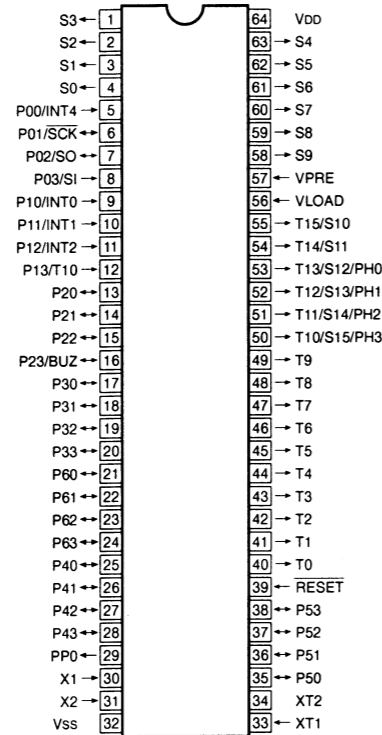 S3 1 64 VDD
S2 2 63 S4
S1 3 62 S5
S0 4 61 S6
P00/INT4 5 60 S7
P01/SCK 6 59 S8
P02/SO 7 58 S9
P03/SI 8 57 VPRE
P10/INT0 9 56 VLOAD
P11/INT1 10 55 T15/S10
P12/INT2 11 54 T14/S11
P13/T10 12 53 T13/S12/PH0
P20 13 52 T12/S13/PH1
P21 14 51 T11/S14/PH2
P22 15 50 T10/S15/PH3
P23/BUZ 16 49 T9
P30 17 48 T8
P31 18 47 T7
P32 19 46 T6
P33 20 45 T5
P60 21 44 T4
P61 22 43 T3
P62 23 42 T2
P63 24 41 T1
P40 25 40 T0
P41 26 39 RESET
P42 27 38 P53
P43 28 37 P52
PP0 29 36 P51
X1 30 35 P50
X2 31 34 XT2
Vss 32 33 XT1